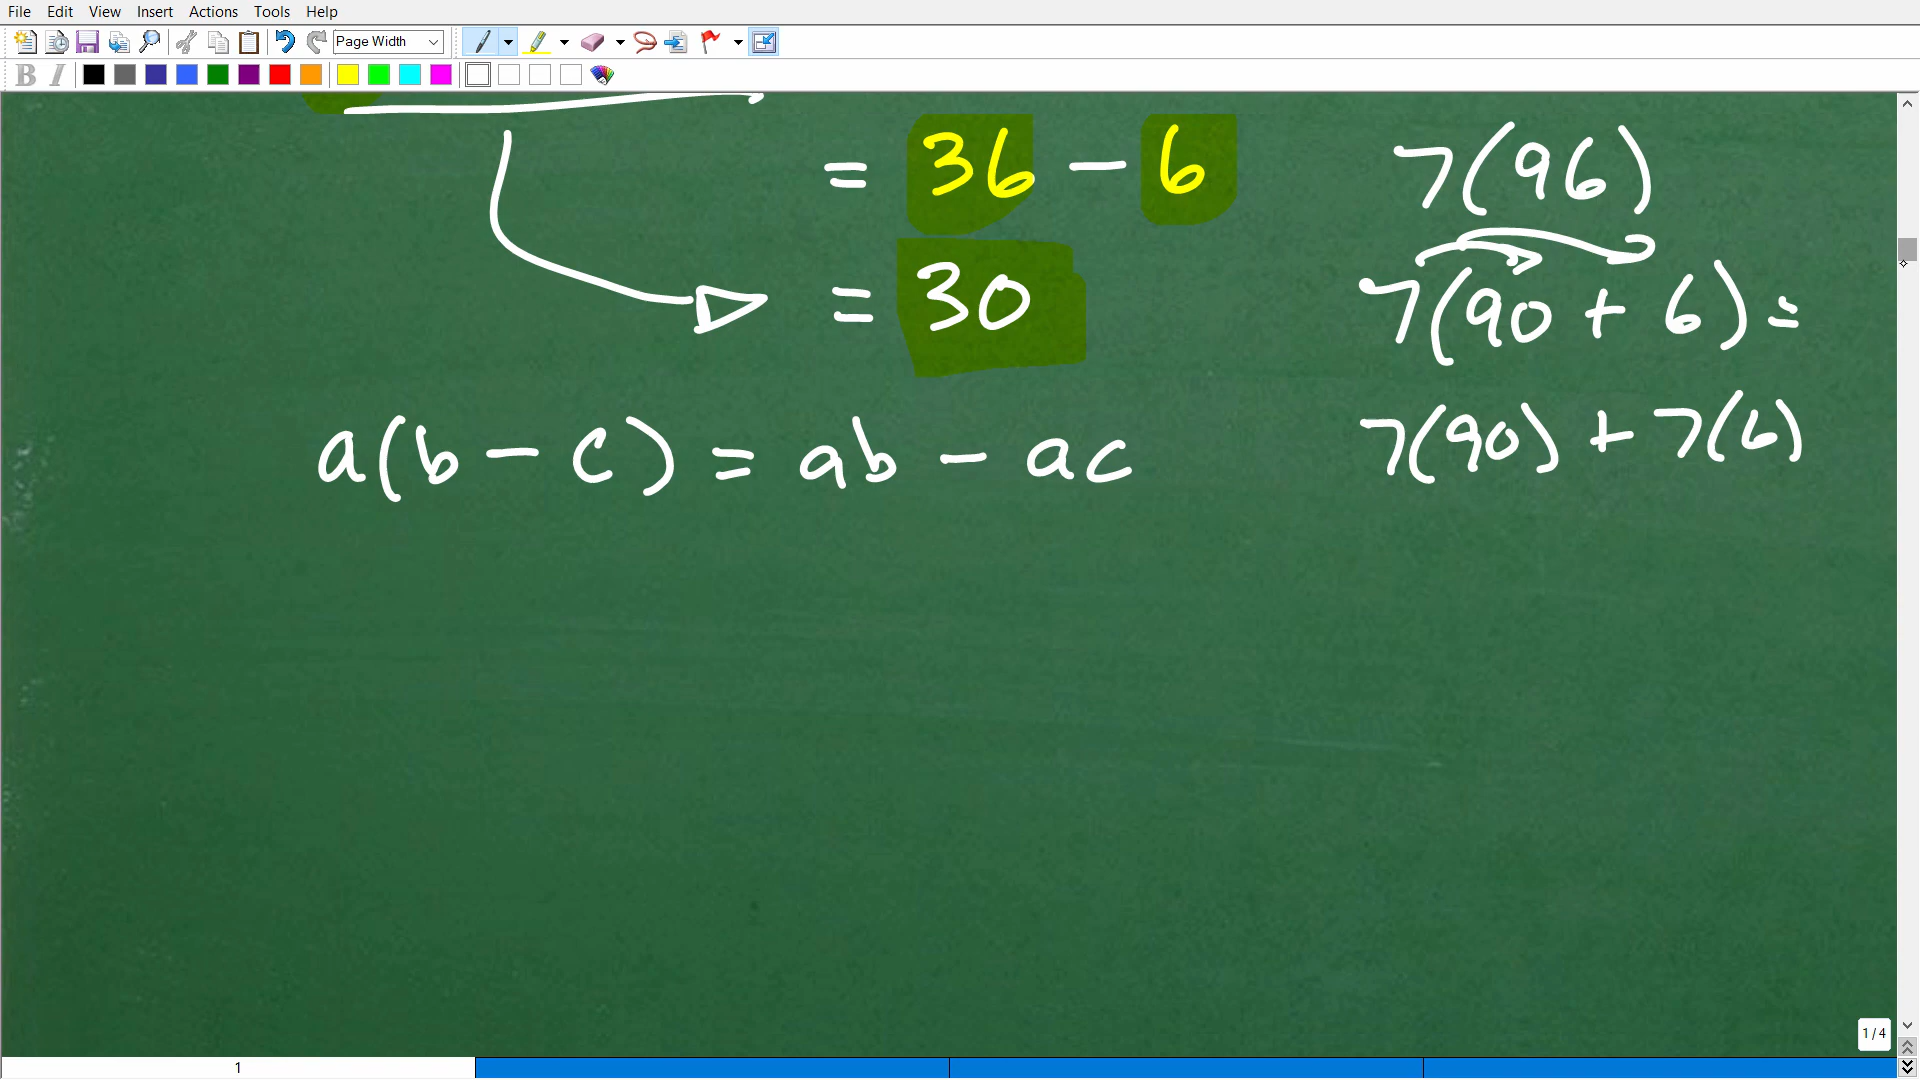 File Edit View Insert Actions Tools Help
Page Width
B I
= 36 - 6
= 30
a(b - c) = ab - ac
7(96)
7(90 + 6) =
7(90) + 7(6)
1 / 4
1